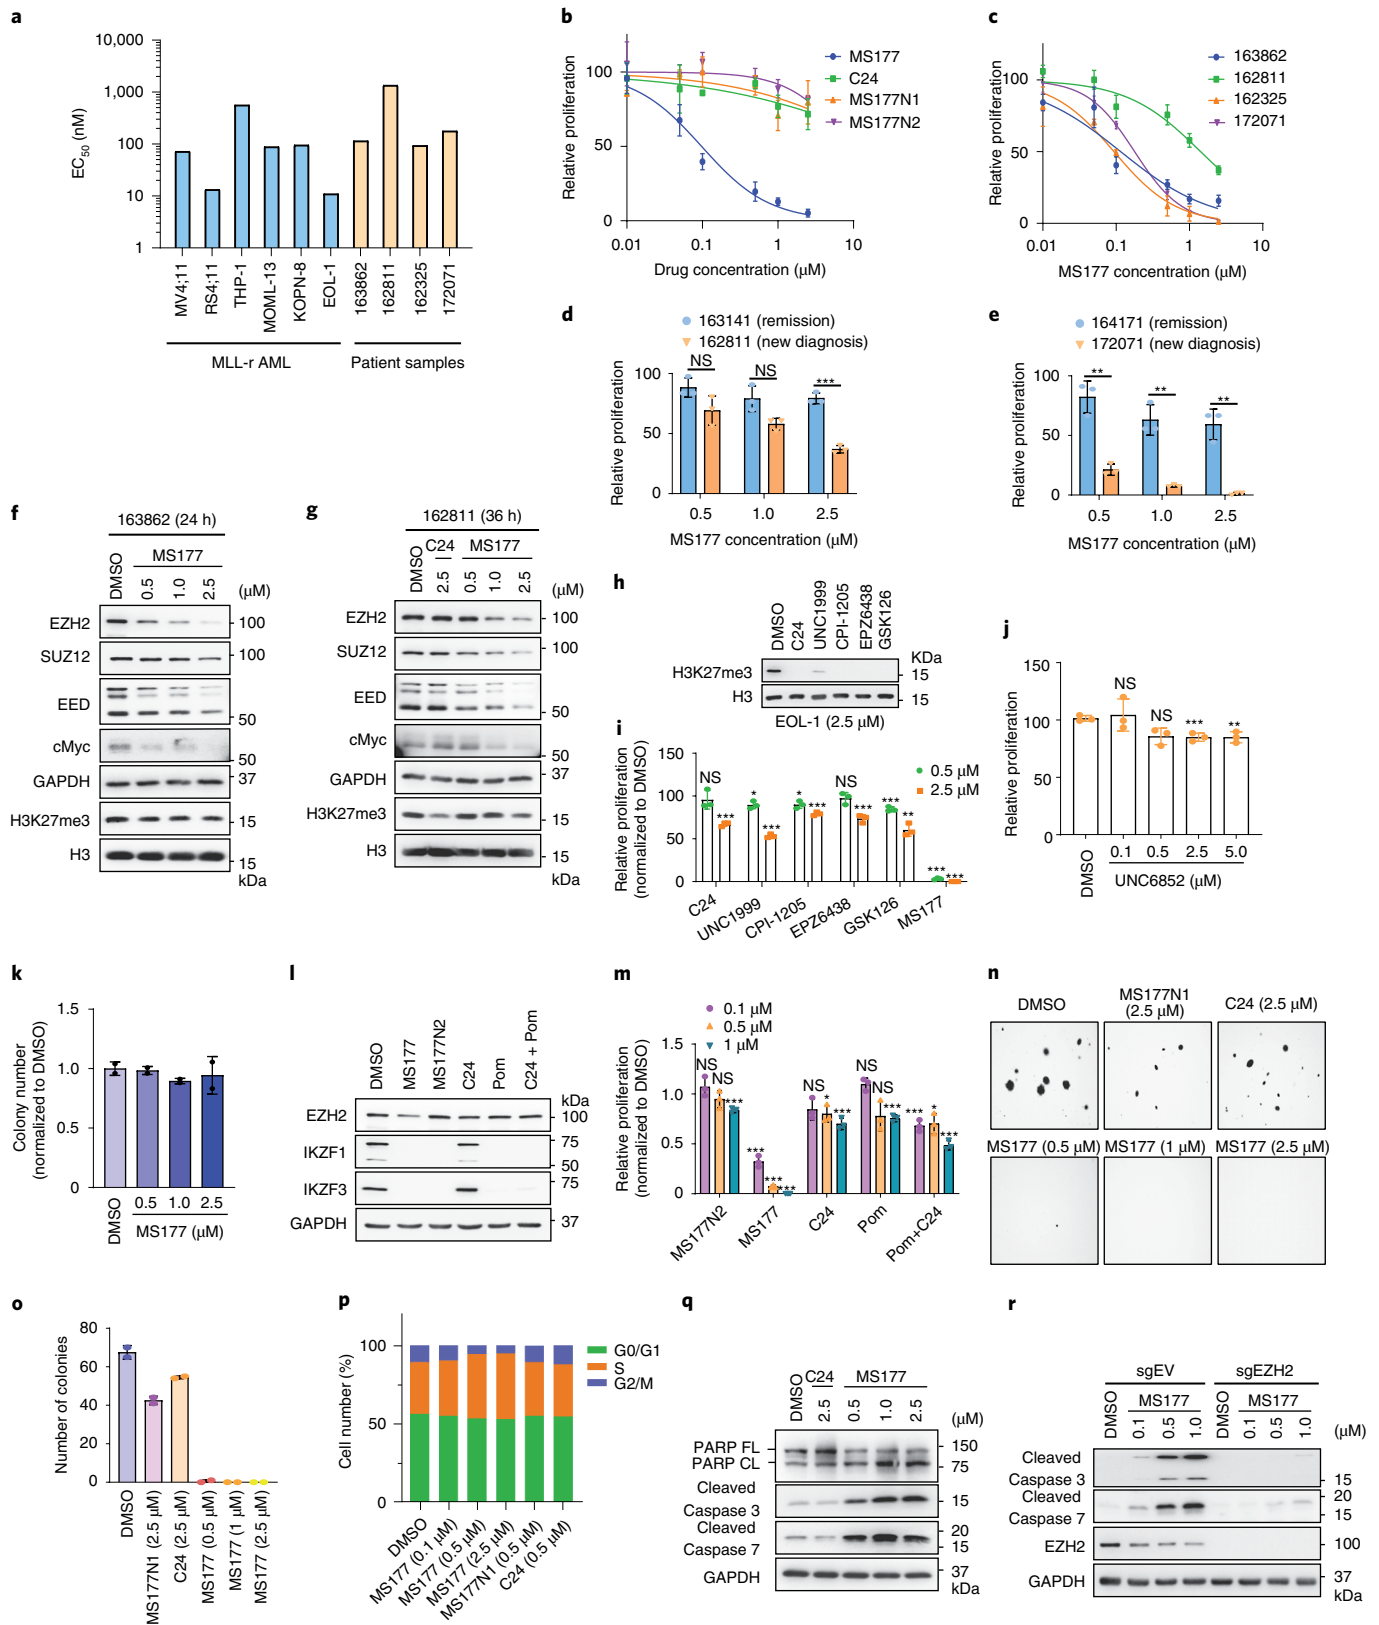 a
10,000
1,000
100
10
1
EC50 (nM)
MV4;11
RS4;11
THP-1
MOML-13
KOPN-8
EOL-1
163862
162811
162325
172071
MLL-r AML
Patient samples
b
Relative proliferation
100
50
0
0.01
0.1
1
10
Drug concentration (μM)
MS177
C24
MS177N1
MS177N2
c
Relative proliferation
100
50
0
0.01
0.1
1
10
MS177 concentration (μM)
163862
162811
162325
172071
d
163141 (remission)
162811 (new diagnosis)
Relative proliferation
100
50
0
NS
NS
***
0.5
1.0
2.5
MS177 concentration (μM)
e
164171 (remission)
172071 (new diagnosis)
Relative proliferation
100
50
0
**
**
**
0.5
1.0
2.5
MS177 concentration (μM)
f
163862 (24 h)
MS177
DMSO
0.5
1.0
2.5
(μM)
EZH2
100
SUZ12
100
EED
50
cMyc
50
GAPDH
37
H3K27me3
15
H3
15
kDa
g
162811 (36 h)
C24
MS177
DMSO
2.5
0.5
1.0
2.5
(μM)
EZH2
100
SUZ12
100
EED
50
cMyc
50
GAPDH
37
H3K27me3
15
H3
15
kDa
h
DMSO
C24
UNC1999
CPI-1205
EPZ6438
GSK126
KDa
H3K27me3
15
H3
15
EOL-1 (2.5 μM)
i
Relative proliferation
(normalized to DMSO)
150
100
50
0
0.5 μM
2.5 μM
NS
***
*
***
*
***
NS
***
***
**
***
***
C24
UNC1999
CPI-1205
EPZ6438
GSK126
MS177
j
Relative proliferation
150
100
50
0
NS
NS
***
**
DMSO
0.1
0.5
2.5
5.0
UNC6852 (μM)
k
Colony number
(normalized to DMSO)
1.5
1.0
0.5
0
DMSO
0.5
1.0
2.5
MS177 (μM)
l
DMSO
MS177
MS177N2
C24
Pom
C24 + Pom
kDa
EZH2
100
IKZF1
75
50
IKZF3
75
GAPDH
37
m
0.1 μM
0.5 μM
1 μM
Relative proliferation
(normalized to DMSO)
1.5
1.0
0.5
0
NS
NS
***
***
***
***
NS
*
***
NS
***
***
*
***
MS177N2
MS177
C24
Pom
Pom+C24
n
DMSO
MS177N1
(2.5 μM)
C24 (2.5 μM)
MS177 (0.5 μM)
MS177 (1 μM)
MS177 (2.5 μM)
o
Number of colonies
80
60
40
20
0
DMSO
MS177N1 (2.5 μM)
C24 (2.5 μM)
MS177 (0.5 μM)
MS177 (1 μM)
MS177 (2.5 μM)
p
Cell number (%)
100
50
0
G0/G1
S
G2/M
DMSO
MS177 (0.1 μM)
MS177 (0.5 μM)
MS177 (2.5 μM)
MS177N1 (0.5 μM)
C24 (0.5 μM)
q
C24
MS177
DMSO
2.5
0.5
1.0
2.5
(μM)
PARP FL
150
PARP CL
75
Cleaved
Caspase 3
15
Cleaved
Caspase 7
20
15
GAPDH
37
kDa
r
sgEV
sgEZH2
MS177
MS177
DMSO
0.1
0.5
1.0
DMSO
0.1
0.5
1.0
(μM)
Cleaved
Caspase 3
15
Cleaved
Caspase 7
20
15
EZH2
100
GAPDH
37
kDa